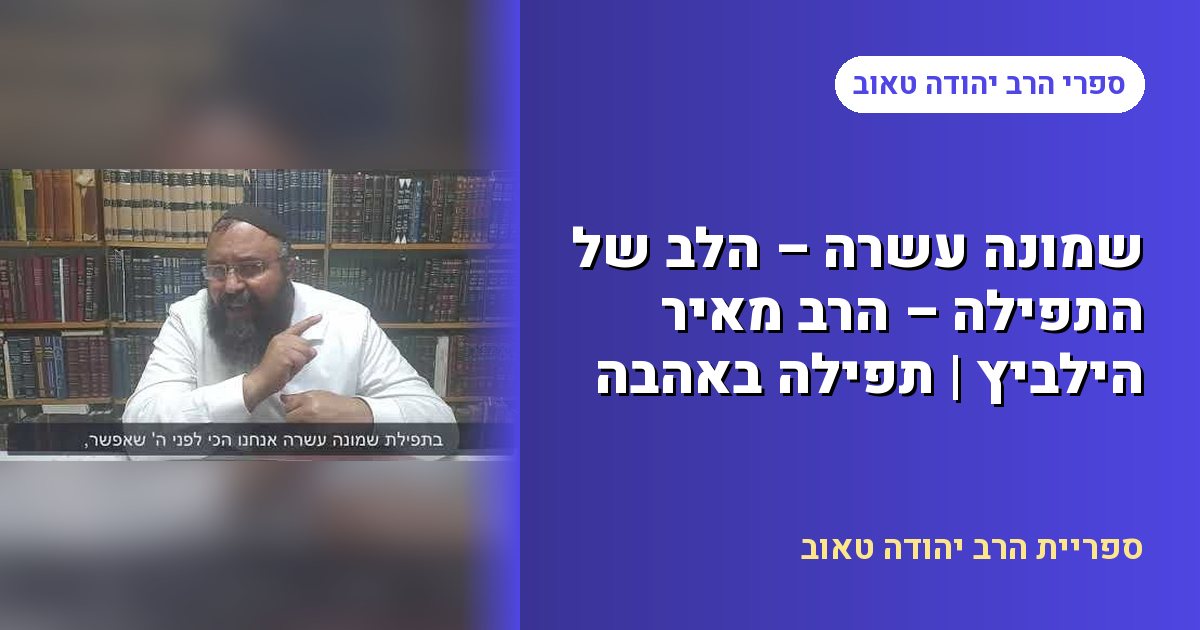 ספרי הרב יהודה טאוב
שמונה עשרה – הלב של
התפילה – הרב מאיר
הילביץ | תפילה באהבה
בתפילת שמונה עשרה אנחנו הכי לפני ה' שאפשר,
ספריית הרב יהודה טאוב